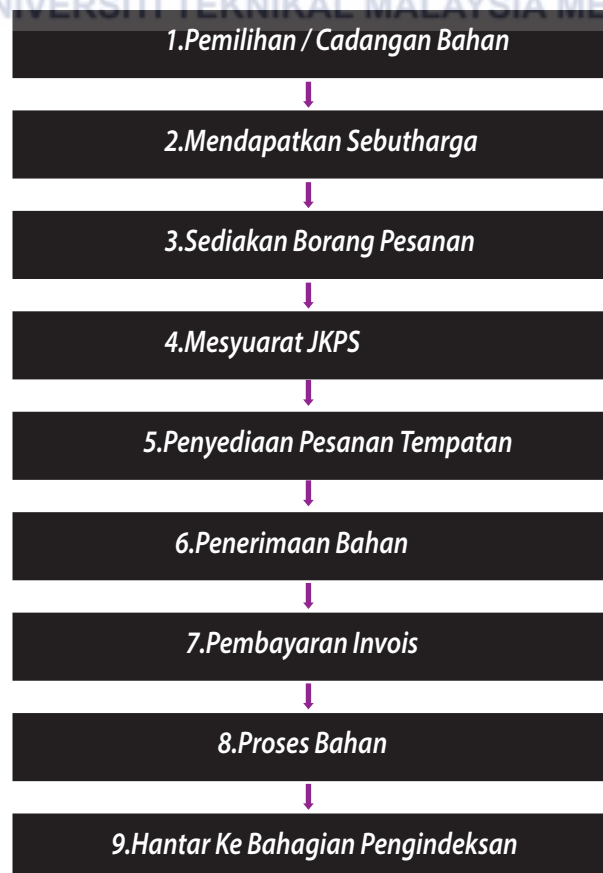 NIVERSITI TEKNIKAL MALAYSIA ME
1.Pemilihan / Cadangan Bahan
2.Mendapatkan Sebutharga
3.Sediakan Borang Pesanan
4.Mesyuarat JKPS
5.Penyediaan Pesanan Tempatan
6.Penerimaan Bahan
7.Pembayaran Invois
8.Proses Bahan
9.Hantar Ke Bahagian Pengindeksan